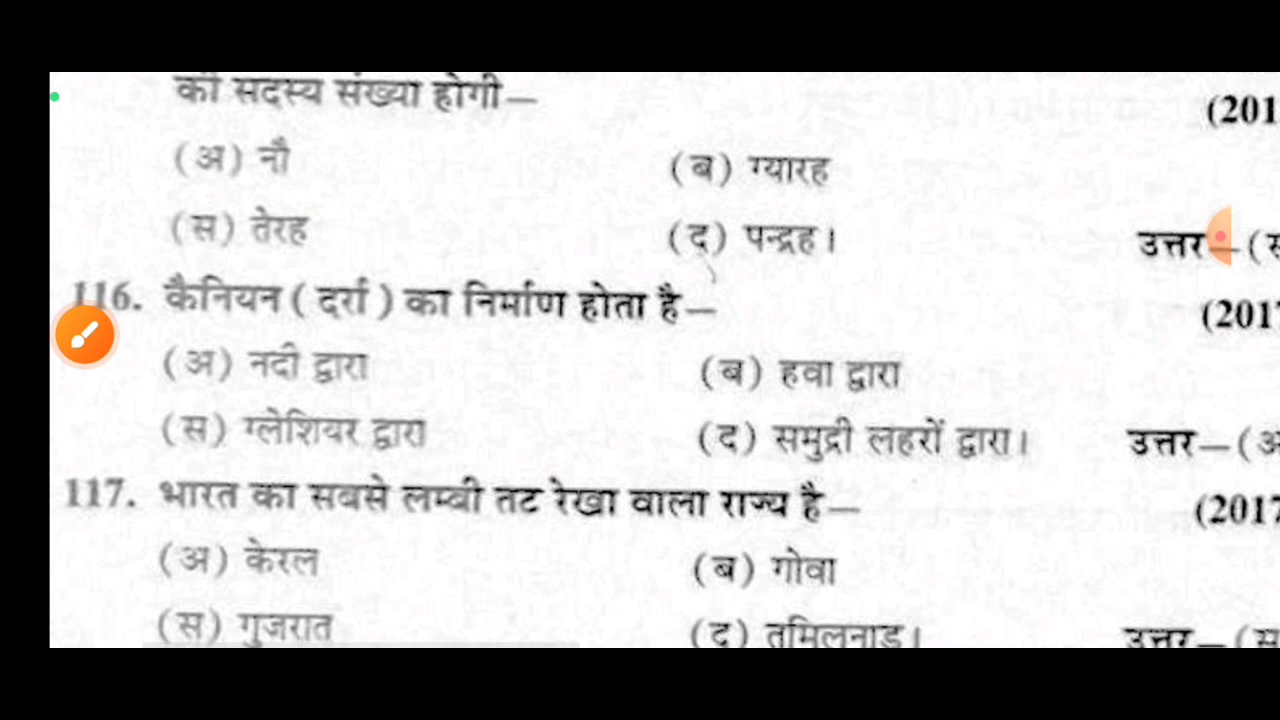 की सदस्य संख्या होगी— (201
(अ) नौ (ब) ग्यारह
(स) तेरह (द) पन्द्रह। उत्तर—(स
116. कैनियन ( दर्रा ) का निर्माण होता है— (2017
(अ) नदी द्वारा (ब) हवा द्वारा
(स) ग्लेशियर द्वारा (द) समुद्री लहरों द्वारा। उत्तर—(अ
117. भारत का सबसे लम्बी तट रेखा वाला राज्य है— (2017
(अ) केरल (ब) गोवा
(स) गुजरात (द) तमिलनाडु। उत्तर—(स